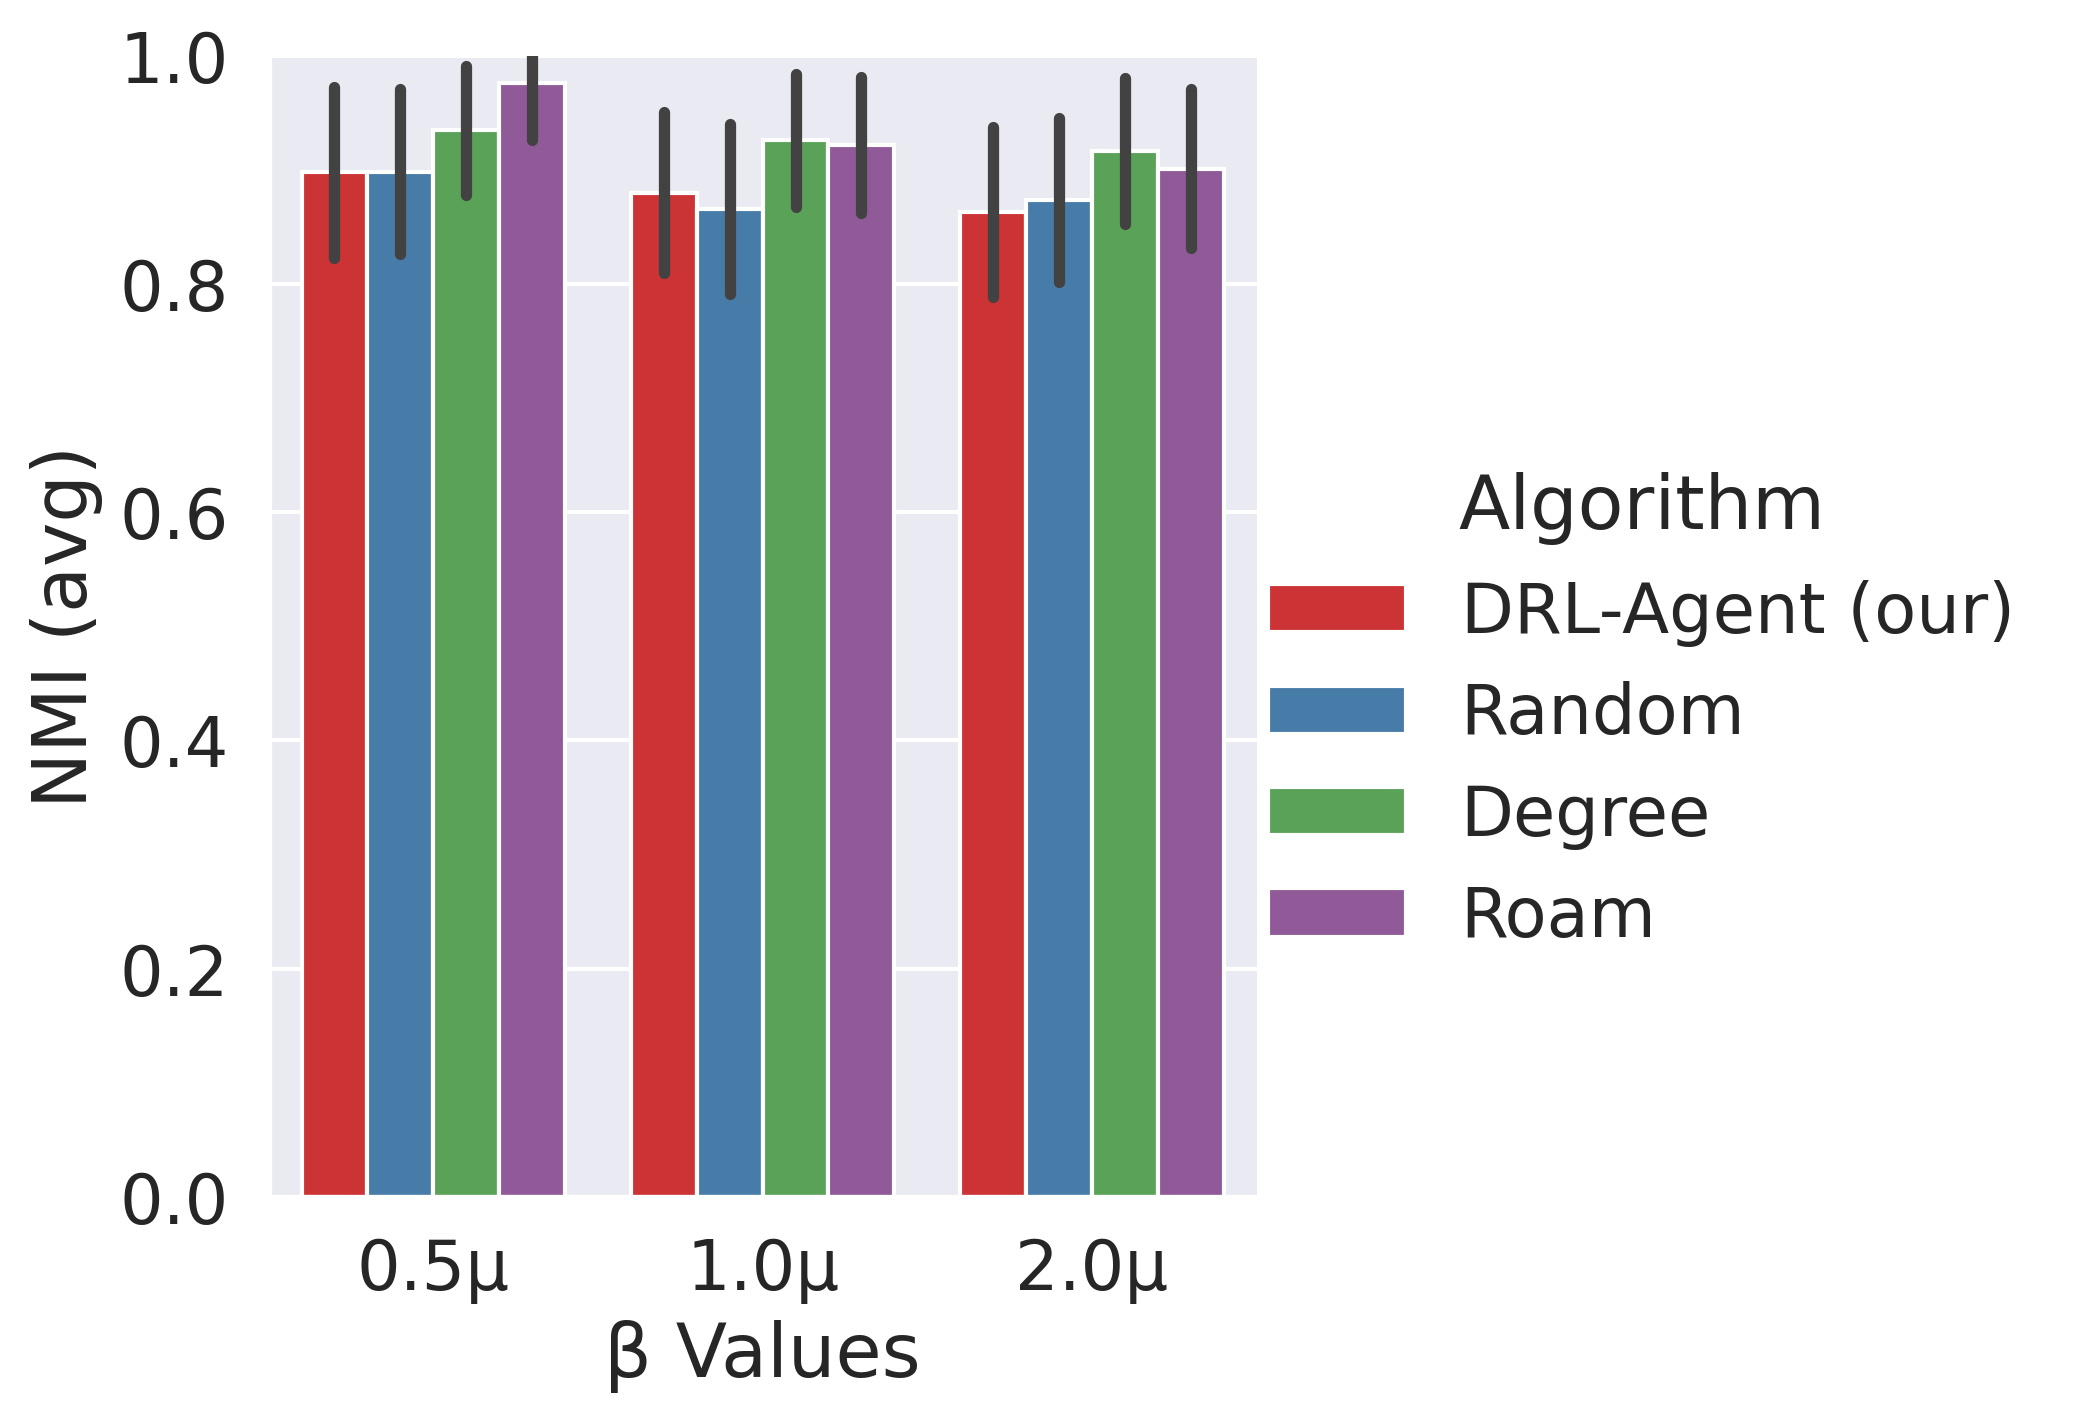 1.0
0.8
0.6
0.4
0.2
0.0
NMI (avg)
0.5μ 1.0μ 2.0μ
β Values
Algorithm
DRL-Agent (our)
Random
Degree
Roam